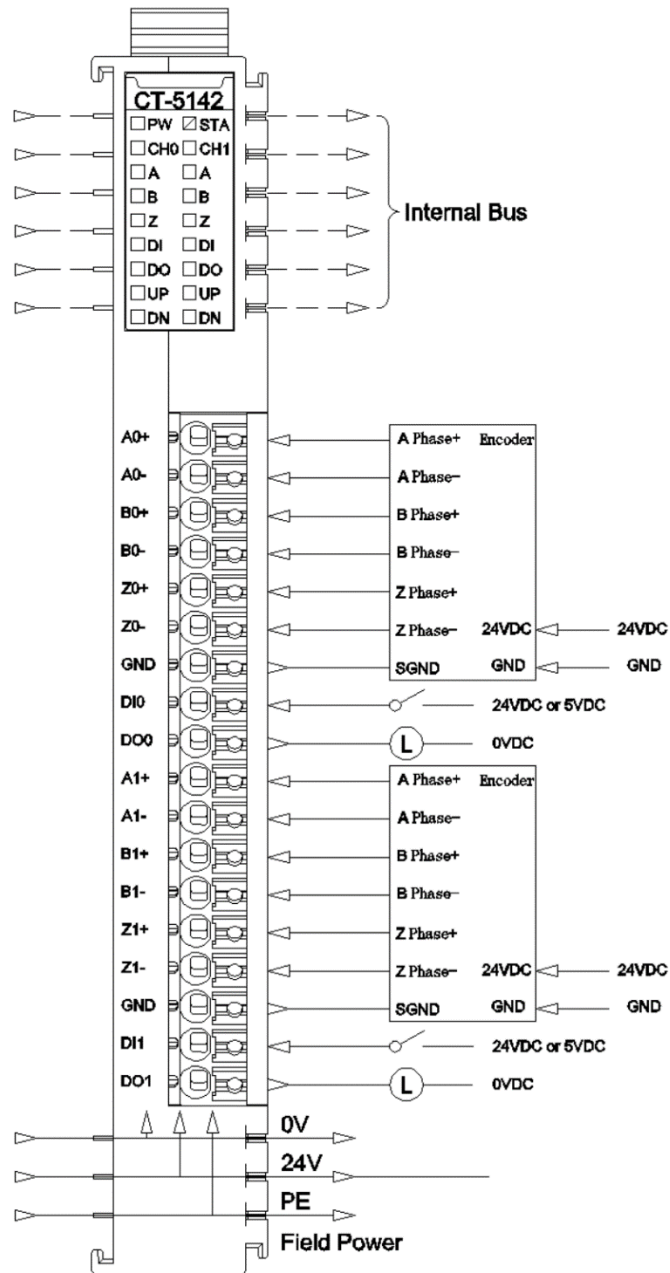 CT-5142
PW STA
CH0 CH1
A A
B B
Z Z
DI DI
DO DO
UP UP
DN DN
Internal Bus
A0+ A Phase+ Encoder
A0- A Phase-
B0+ B Phase+
B0- B Phase-
Z0+ Z Phase+
Z0- Z Phase- 24VDC 24VDC
GND SGND GND GND
DI0 24VDC or 5VDC
DO0 L 0VDC
A1+ A Phase+ Encoder
A1- A Phase-
B1+ B Phase+
B1- B Phase-
Z1+ Z Phase+
Z1- Z Phase- 24VDC 24VDC
GND SGND GND GND
DI1 24VDC or 5VDC
DO1 L 0VDC
0V
24V
PE
Field Power